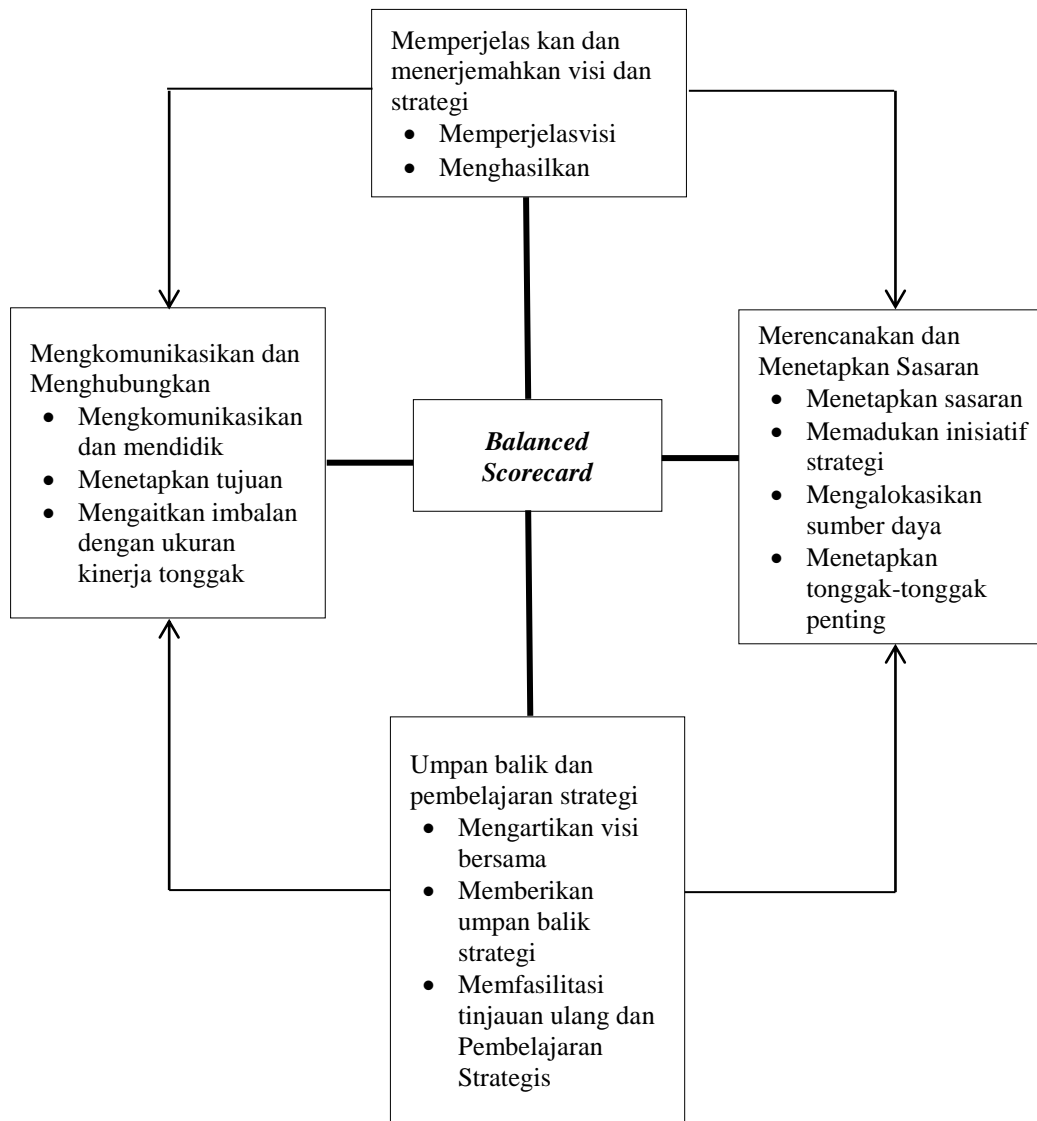 Memperjelas kan dan
menerjemahkan visi dan
strategi
• Memperjelasvisi
• Menghasilkan
Mengkomunikasikan dan
Menghubungkan
• Mengkomunikasikan
dan mendidik
• Menetapkan tujuan
• Mengaitkan imbalan
dengan ukuran
kinerja tonggak
Balanced
Scorecard
Merencanakan dan
Menetapkan Sasaran
• Menetapkan sasaran
• Memadukan inisiatif
strategi
• Mengalokasikan
sumber daya
• Menetapkan
tonggak-tonggak
penting
Umpan balik dan
pembelajaran strategi
• Mengartikan visi
bersama
• Memberikan
umpan balik
strategi
• Memfasilitasi
tinjauan ulang dan
Pembelajaran
Strategis